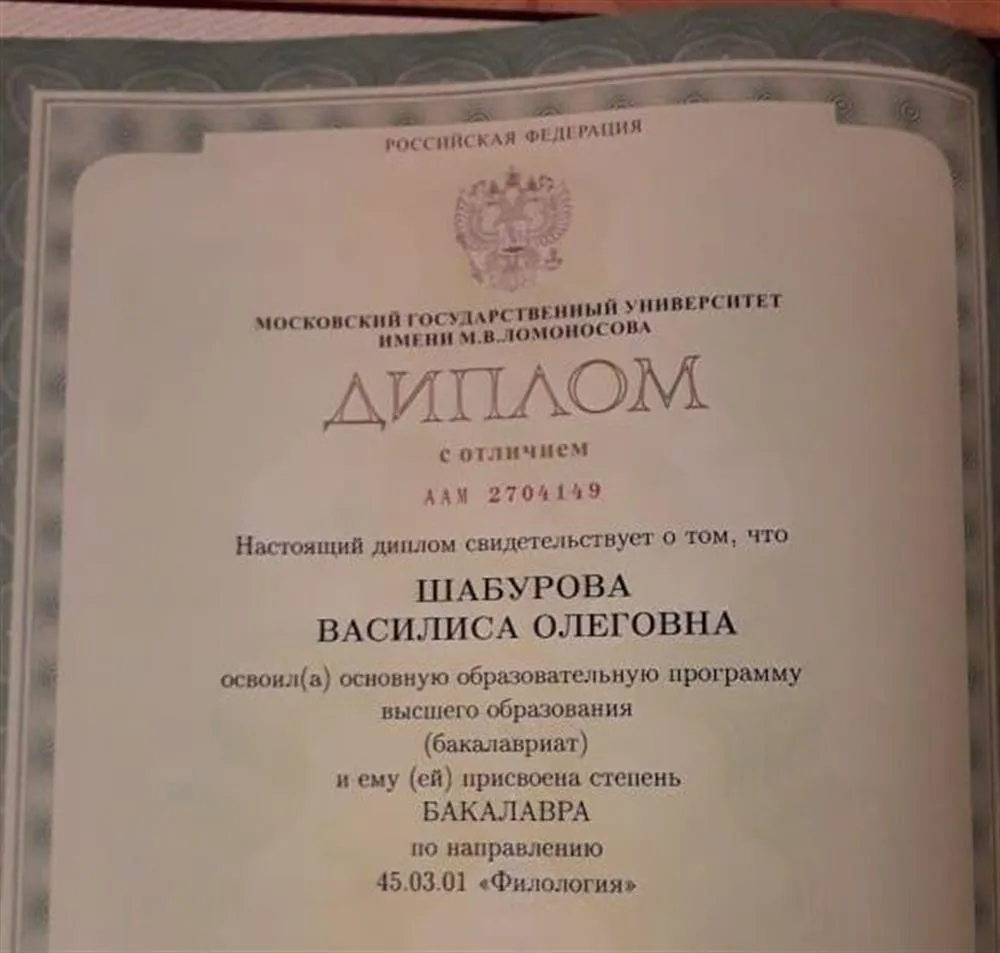 РОССИЙСКАЯ ФЕДЕРАЦИЯ
МОСКОВСКИЙ ГОСУДАРСТВЕННЫЙ УНИВЕРСИТЕТ
ИМЕНИ М.В.ЛОМОНОСОВА
ДИПЛОМ
с отличием
ААМ 2704149
Настоящий диплом свидетельствует о том, что
ШАБУРОВА
ВАСИЛИСА ОЛЕГОВНА
освоил(а) основную образовательную программу
высшего образования
(бакалавриат)
и ему (ей) присвоена степень
БАКАЛАВРА
по направлению
45.03.01 «Филология»